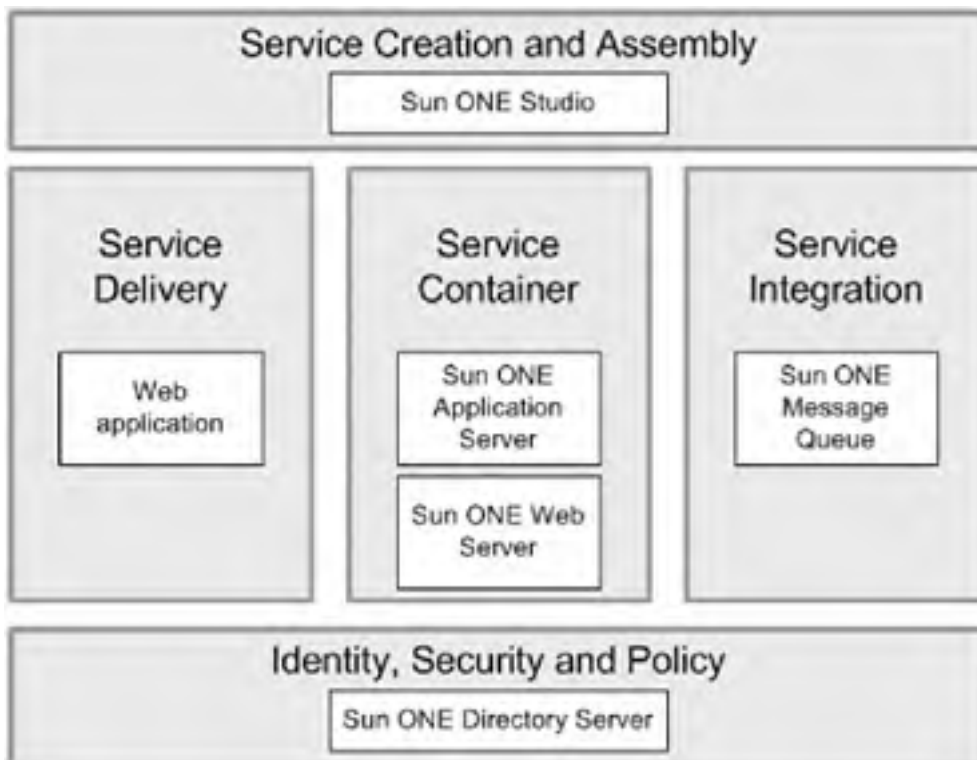 Service Creation and Assembly
Sun ONE Studio
Service
Delivery
Web
application
Service
Container
Sun ONE
Application
Server
Sun ONE Web
Server
Service
Integration
Sun ONE
Message
Queue
Identity, Security and Policy
Sun ONE Directory Server